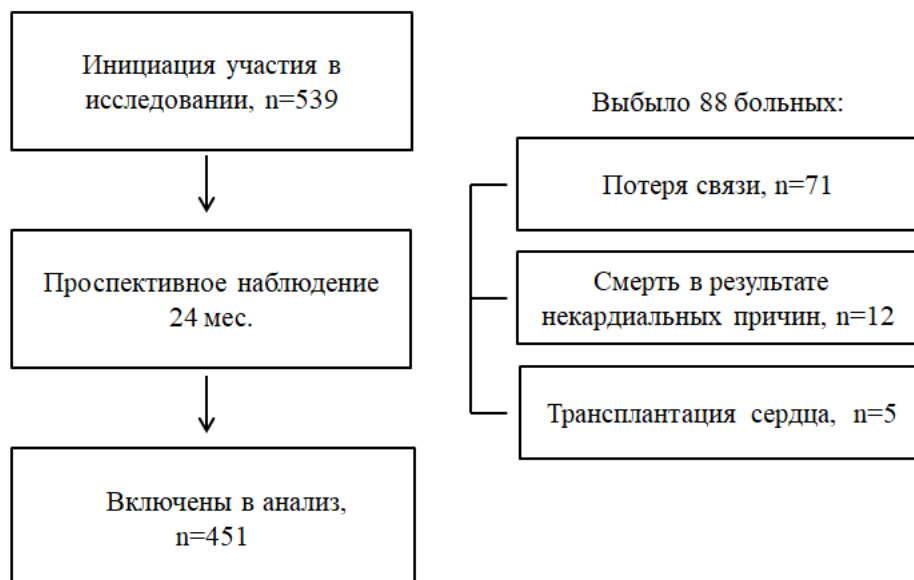 Инициация участия в
исследовании, n=539
Проспективное наблюдение
24 мес.
Включены в анализ,
n=451
Выбыло 88 больных:
Потеря связи, n=71
Смерть в результате
некардиальных причин, n=12
Трансплантация сердца, n=5